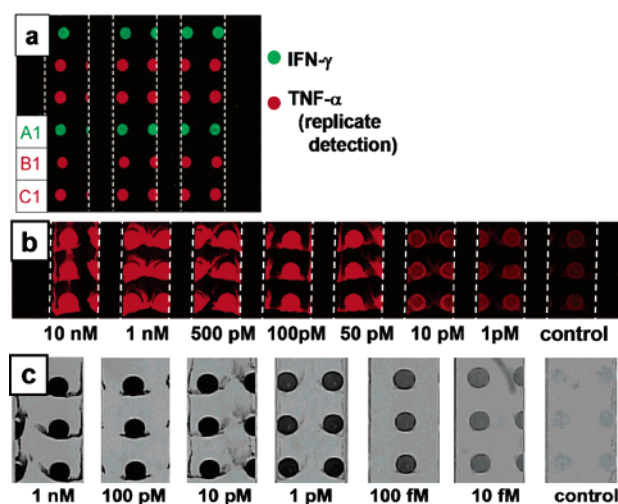 a
IFN-γ
TNF-α
(replicate
detection)
A1
B1
C1
b
10 nM 1 nM 500 pM 100pM 50 pM 10 pM 1pM control
c
1 nM 100 pM 10 pM 1 pM 100 fM 10 fM control